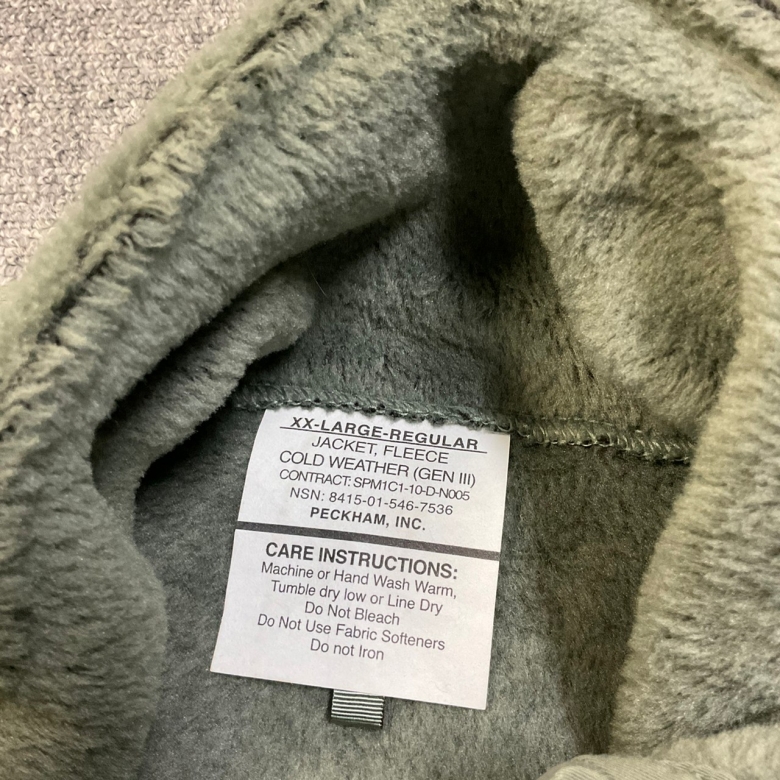 XX-LARGE-REGULAR
JACKET, FLEECE
COLD WEATHER (GEN III)
CONTRACT: SPM1C1-10-D-N005
NSN: 8415-01-546-7536
PECKHAM, INC.
CARE INSTRUCTIONS:
Machine or Hand Wash Warm,
Tumble dry low or Line Dry
Do Not Bleach
Do Not Use Fabric Softeners
Do not Iron